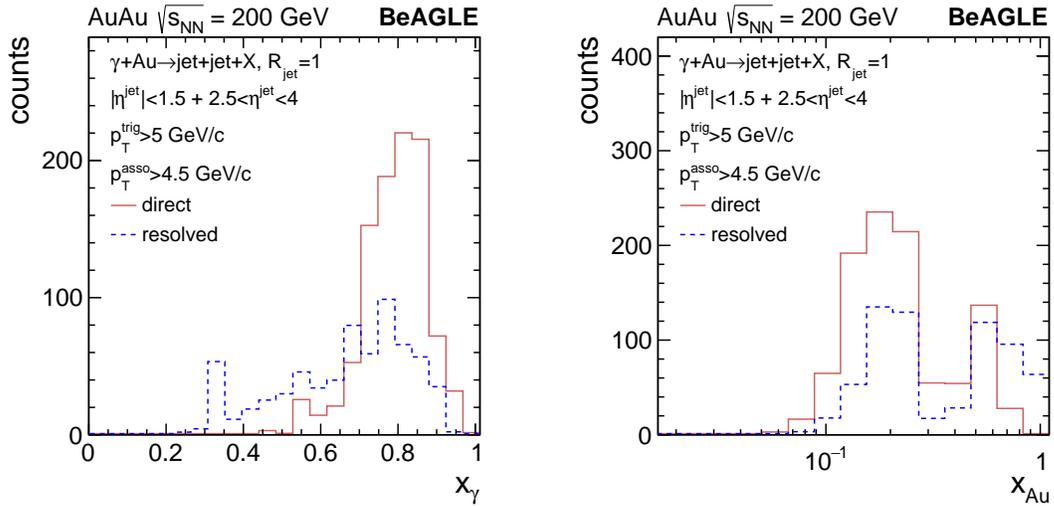 AuAu √s_NN = 200 GeV BeAGLE
counts
γ+Au→jet+jet+X, R_jet=1
|η^jet|<1.5 + 2.5<η^jet<4
p_T^trig>5 GeV/c
p_T^asso>4.5 GeV/c
direct
resolved
200
100
0
0 0.2 0.4 0.6 0.8 1
x_γ
AuAu √s_NN = 200 GeV BeAGLE
counts
γ+Au→jet+jet+X, R_jet=1
|η^jet|<1.5 + 2.5<η^jet<4
p_T^trig>5 GeV/c
p_T^asso>4.5 GeV/c
direct
resolved
400
300
200
100
0
10^−1 1
x_Au